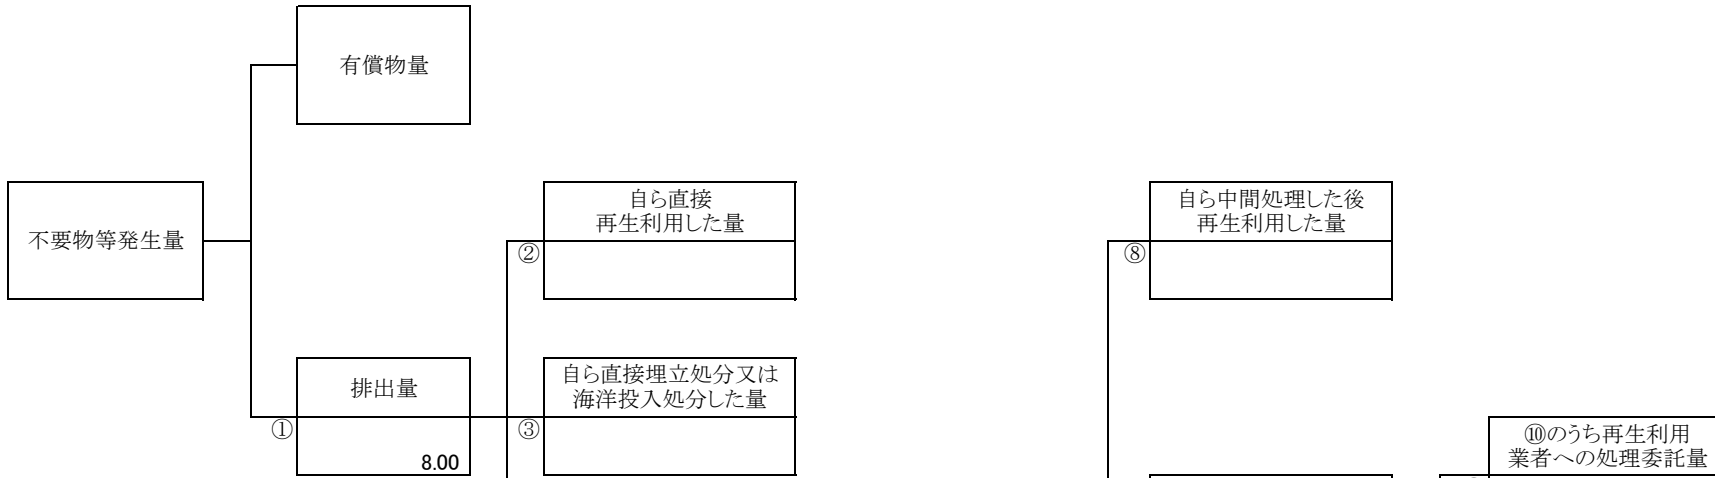 有償物量
不要物等発生量
自ら直接
再生利用した量
②
自ら中間処理した後
再生利用した量
⑧
排出量
①
8.00
自ら直接埋立処分又は
海洋投入処分した量
③
⑩のうち再生利用
業者への処理委託量